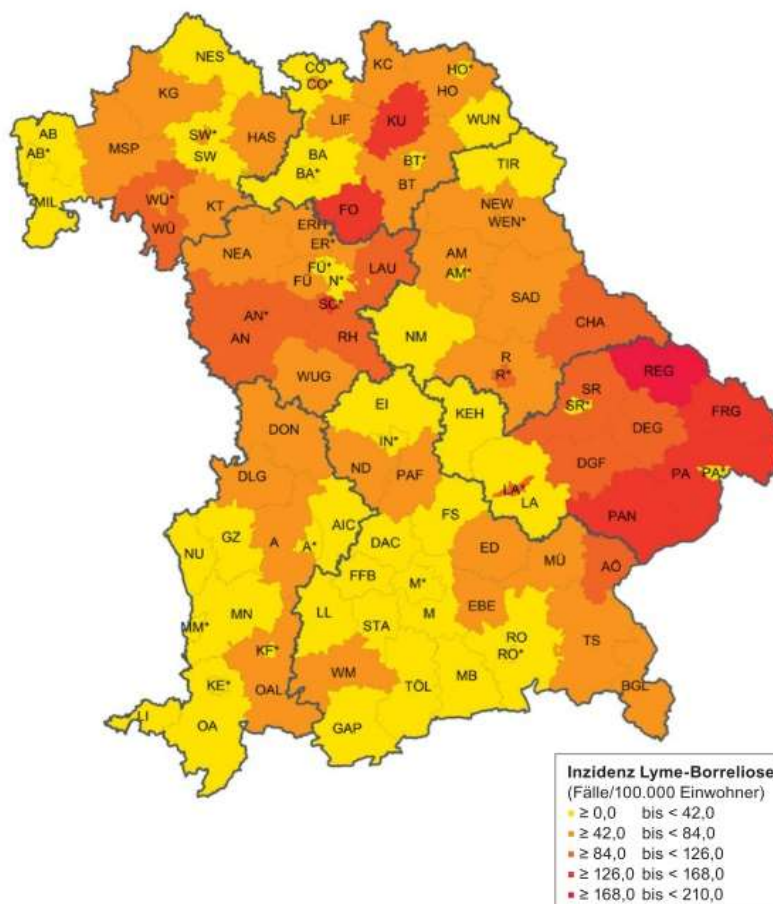 NES
CO
CO*
KC
HO*
HO
KG
LIF
KU
WUN
AB
AB*
MSP
SW*
SW
HAS
BA
BA*
BT*
BT
TIR
MIL
WÜ*
WÜ
KT
FO
NEW
WEN*
ERH
ER*
NEA
FÜ*
FÜ
N*
LAU
AM
AM*
SC*
SAD
AN*
AN
RH
NM
CHA
R
R*
WUG
REG
SR
SR*
FRG
EI
KEH
DEG
DON
IN*
DGF
PA
PA*
ND
PAF
DLG
LA*
LA
PAN
FS
AIC
GZ
NU
A
A*
DAC
ED
MÜ
AÖ
FFB
M*
MN
LL
M
EBE
MM*
STA
RO
RO*
TS
KF*
WM
KE*
OAL
TÖL
MB
BGL
LI
OA
GAP
Inzidenz Lyme-Borreliose
(Fälle/100.000 Einwohner)
≥ 0,0 bis < 42,0
≥ 42,0 bis < 84,0
≥ 84,0 bis < 126,0
≥ 126,0 bis < 168,0
≥ 168,0 bis < 210,0